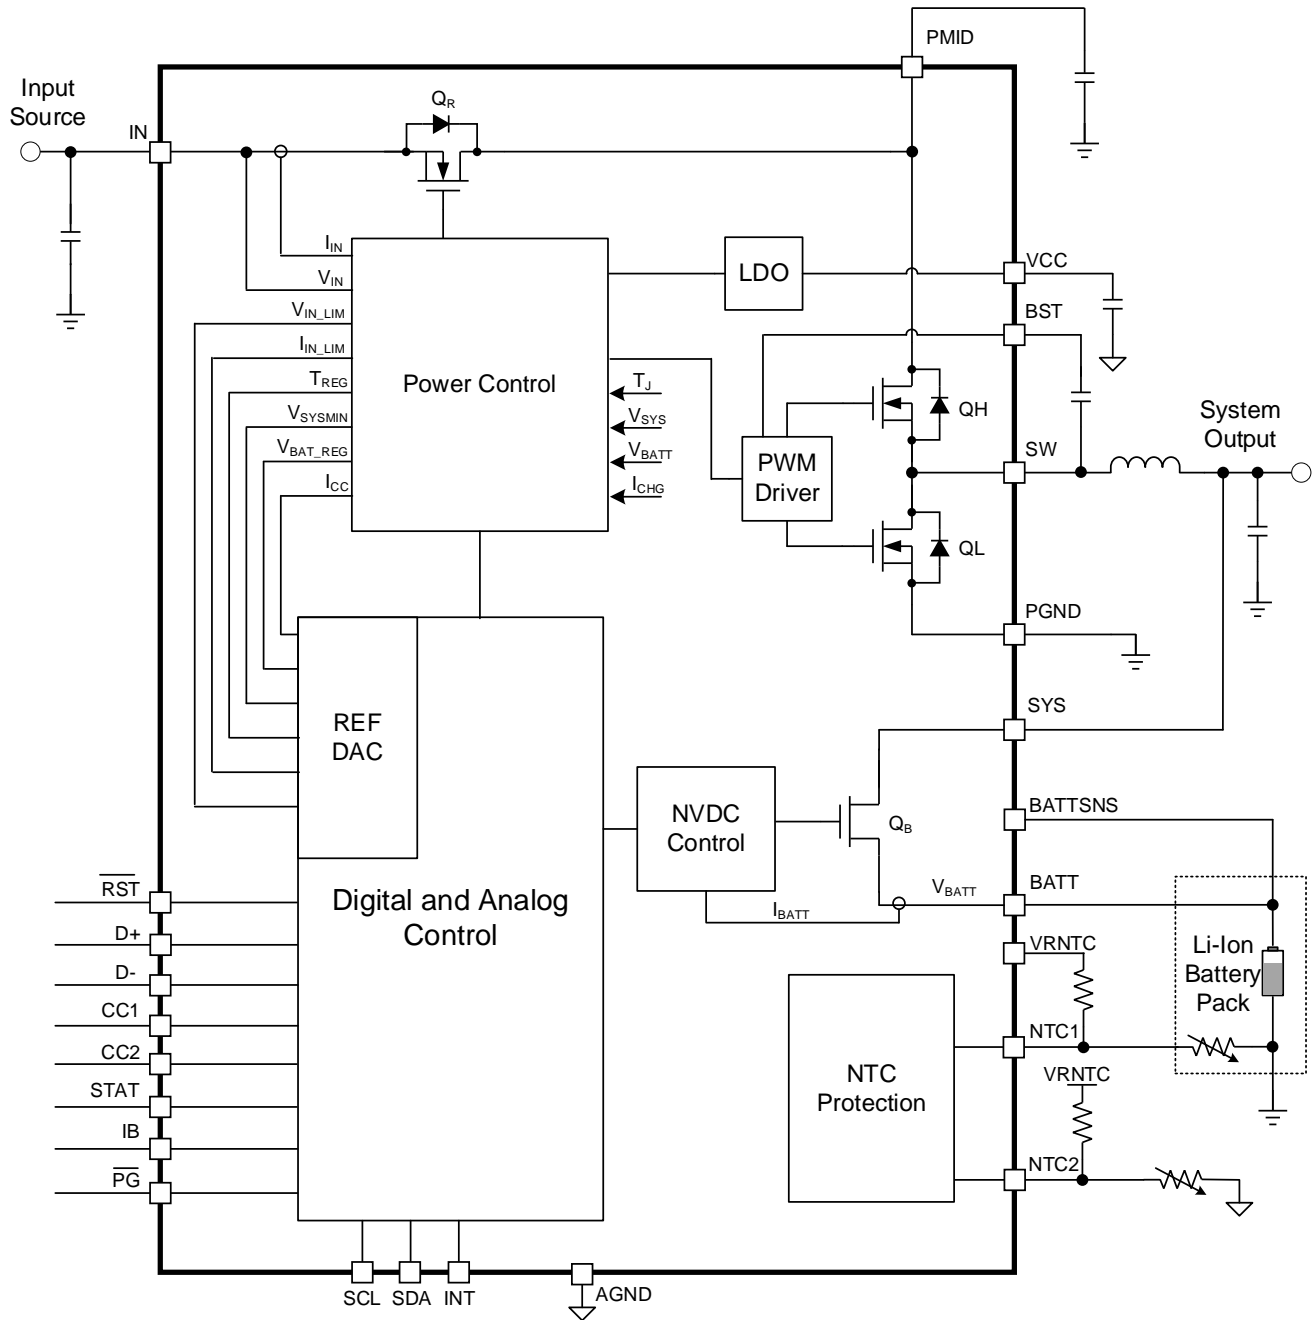 PMID
Input
Source
IN
QR
IIN
VIN
VIN_LIM
IIN_LIM
TREG
VSYSMIN
VBAT_REG
ICC
Power Control
TJ
VSYS
VBATT
ICHG
LDO
VCC
BST
PWM
Driver
QH
QL
SW
System
Output
PGND
SYS
REF
DAC
NVDC
Control
QB
BATTSNS
VBATT
BATT
IBATT
Digital and Analog
Control
RST
D+
D-
CC1
CC2
STAT
IB
PG
VRNTC
Li-Ion
Battery
Pack
NTC1
VRNTC
NTC
Protection
NTC2
SCL
SDA
INT
AGND